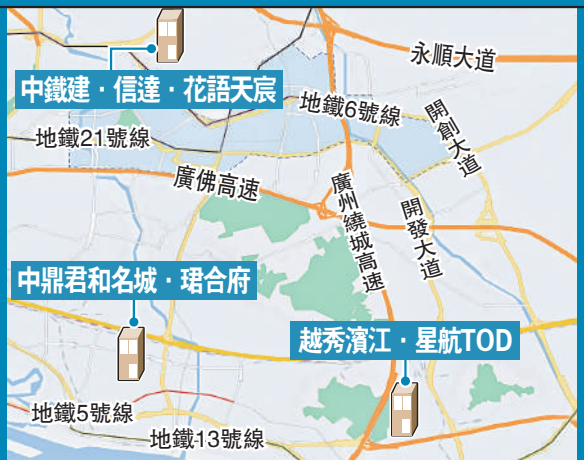 永順大道
中鐵建·信達·花語天宸
地鐵6號線
開創大道
地鐵21號線
廣佛高速
廣州繞城高速
開發大道
中鼎君和名城·珺合府
越秀濱江·星航TOD
地鐵5號線
地鐵13號線